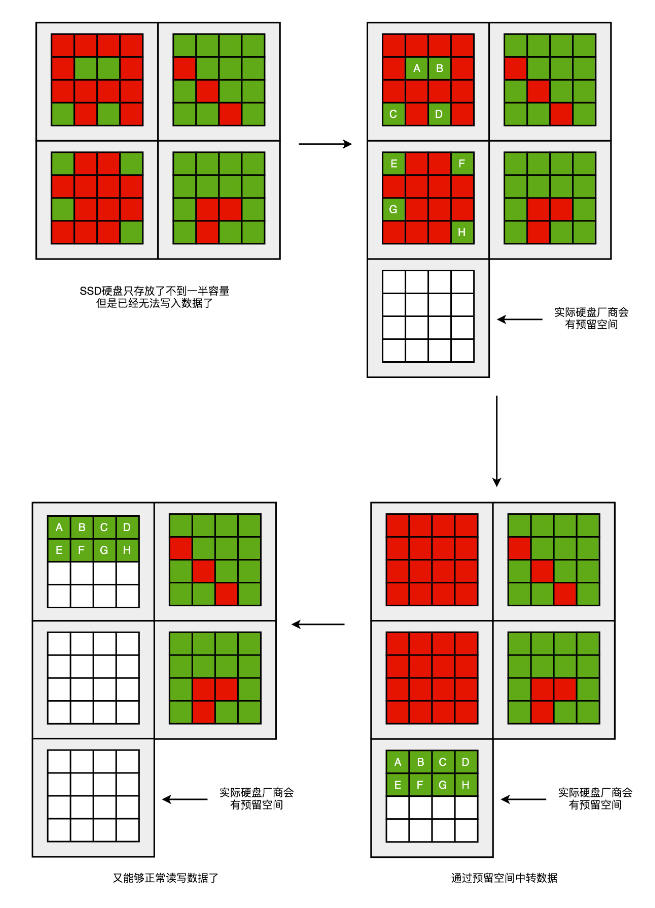 A B
C D
E F
G
H
SSD硬盘只存放了不到一半容量
但是已经无法写入数据了
实际硬盘厂商会
有预留空间
A B C D
E F G H
实际硬盘厂商会
有预留空间
又能够正常读写数据了
A B C D
E F G H
实际硬盘厂商会
有预留空间
通过预留空间中转数据